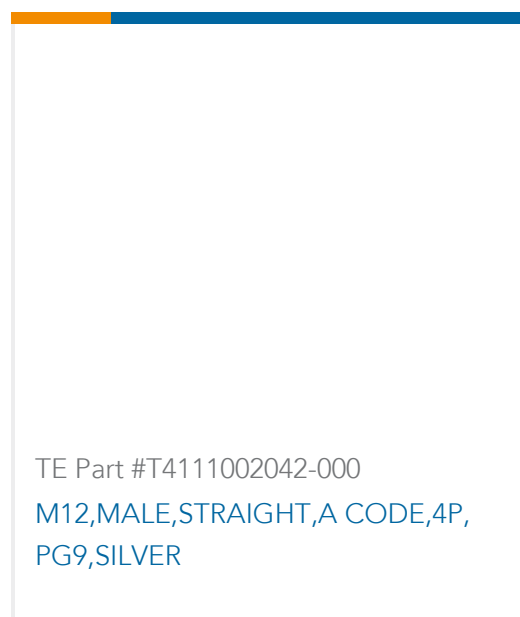 TE Part #T4111002042-000
M12,MALE,STRAIGHT,A CODE,4P,
PG9,SILVER